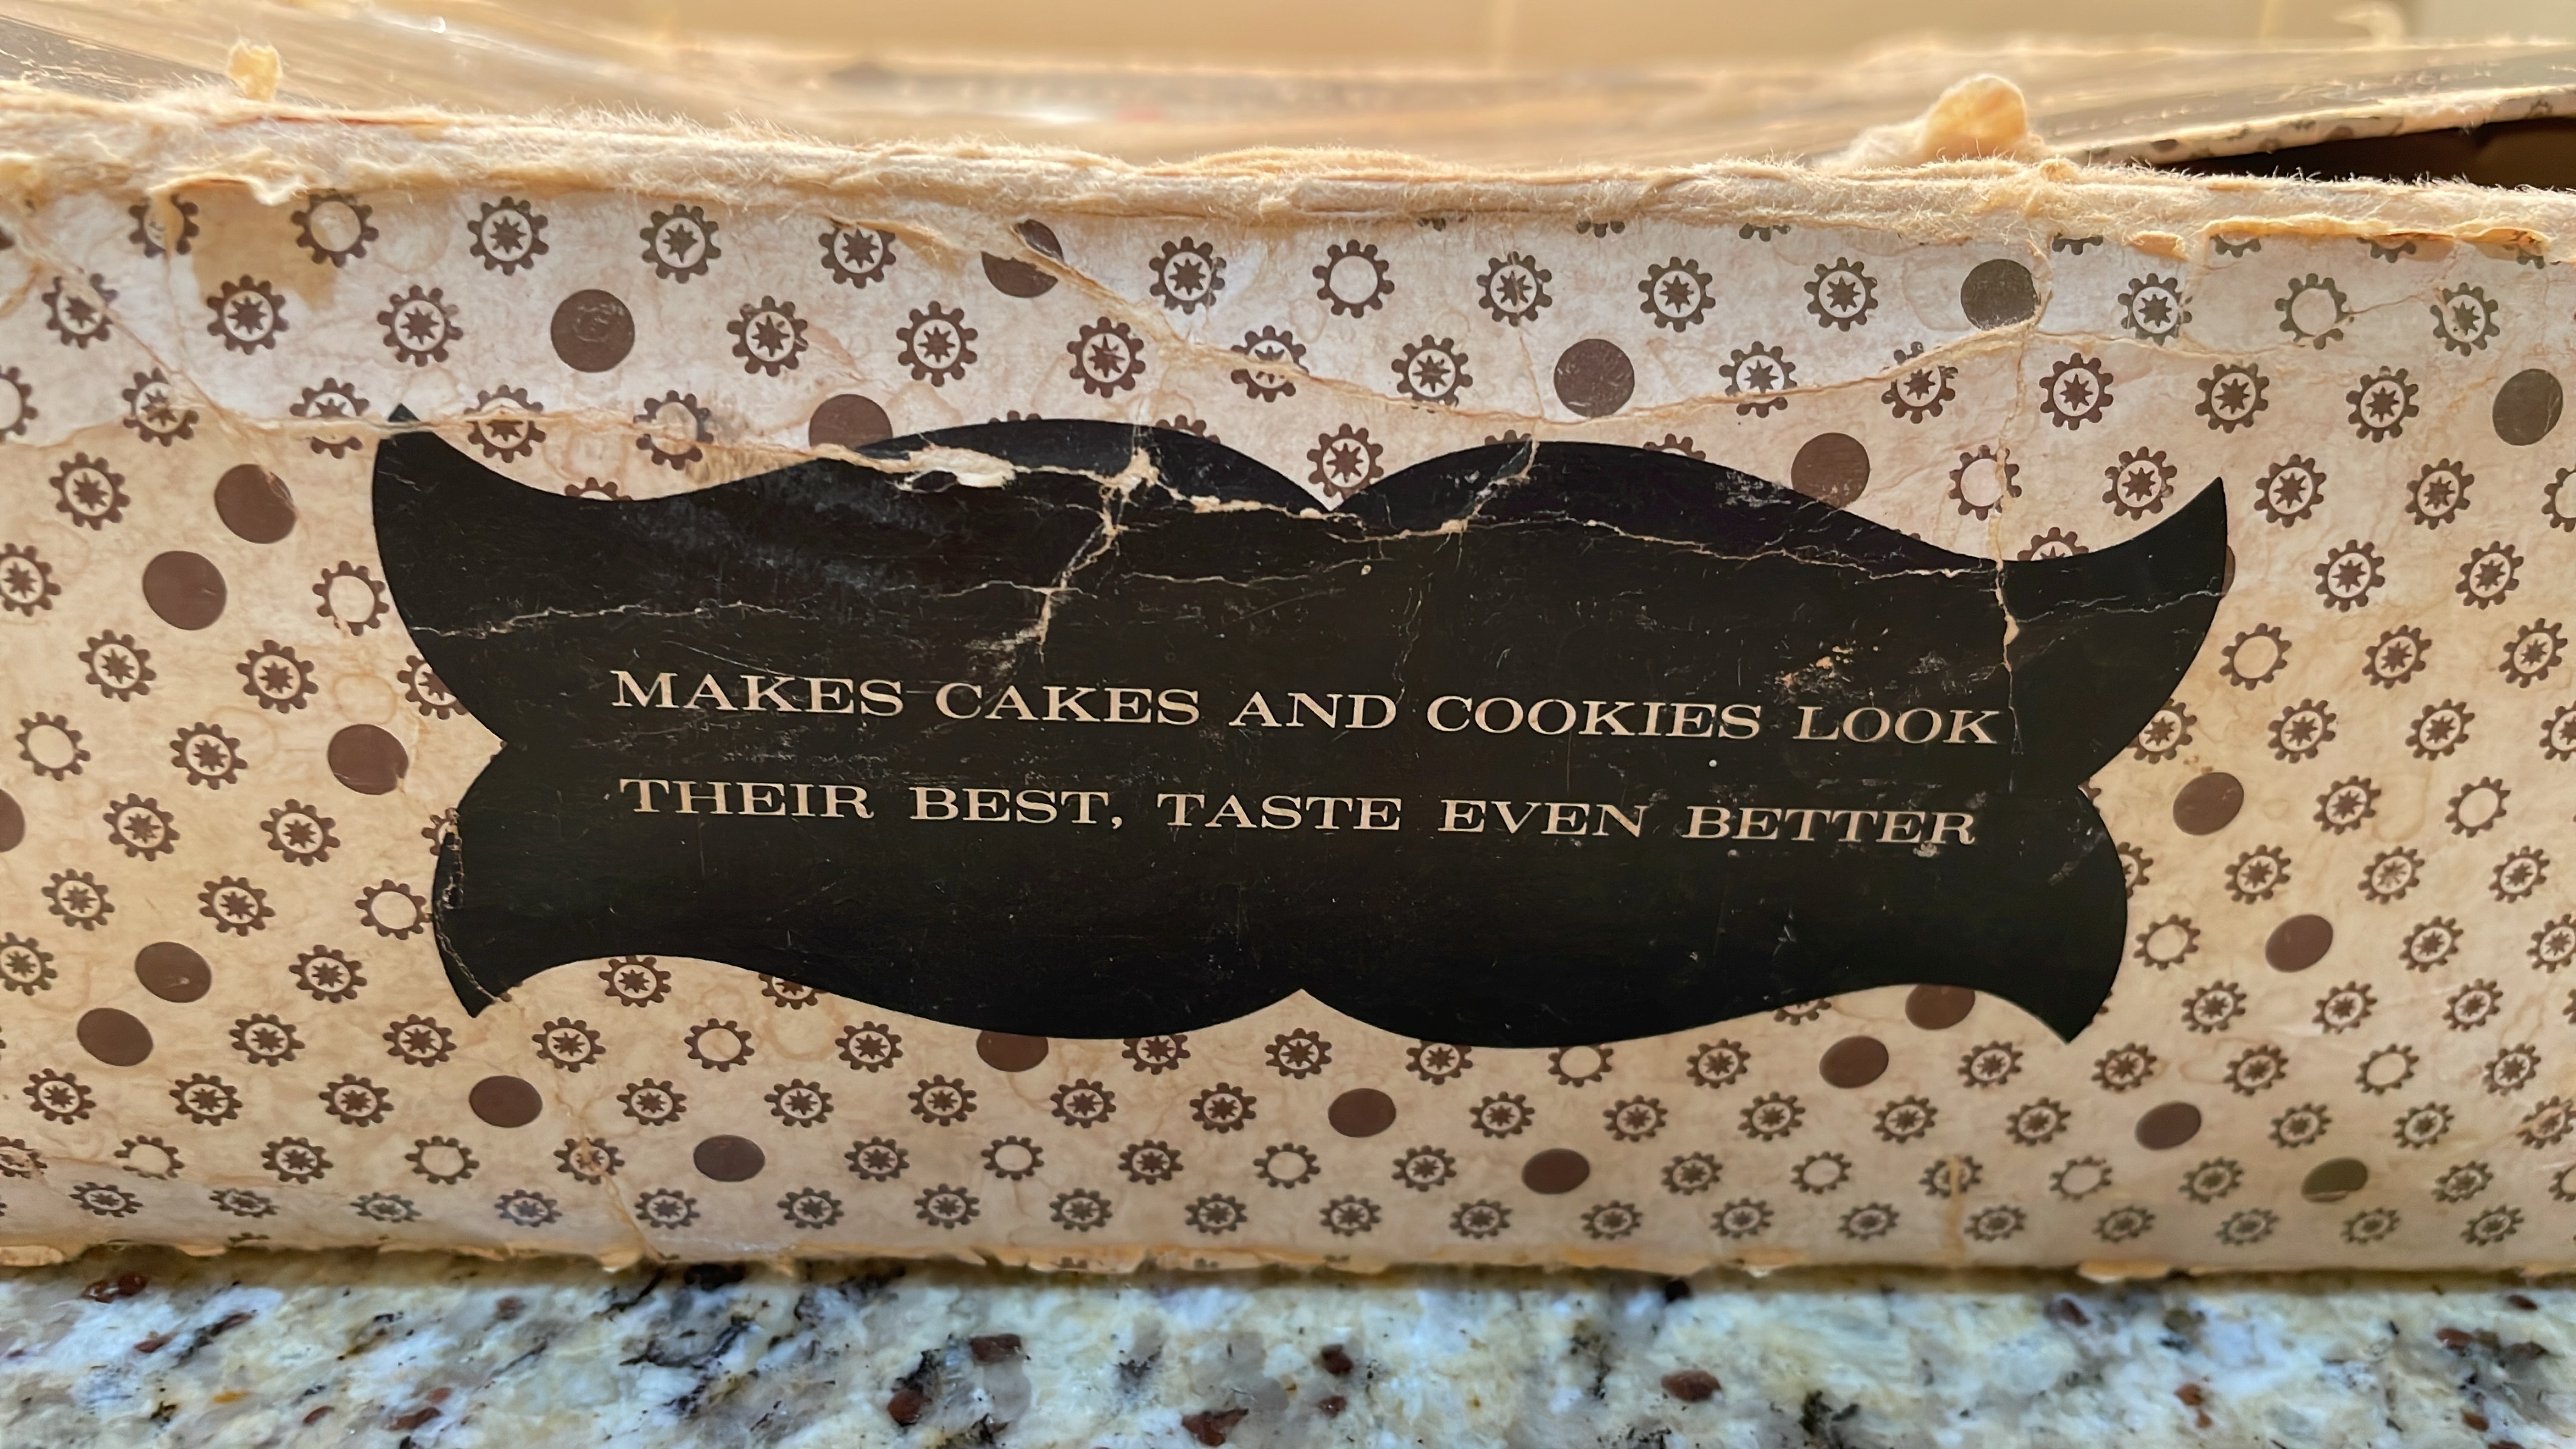 MAKES CAKES AND COOKIES LOOK
THEIR BEST, TASTE EVEN BETTER